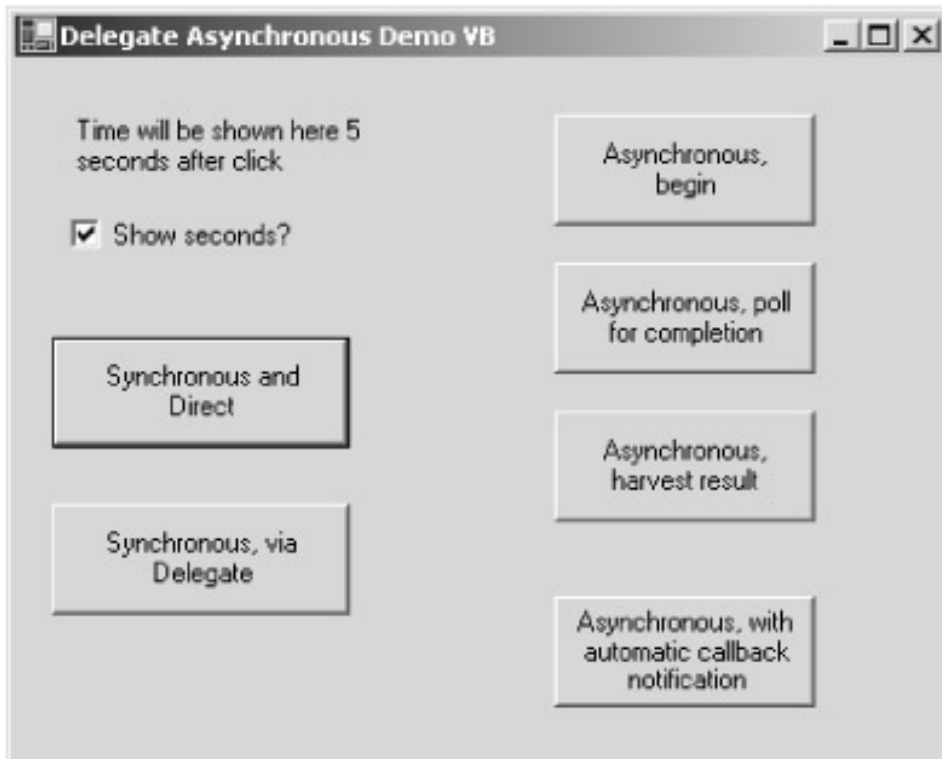 Delegate Asynchronous Demo VB
Time will be shown here 5
seconds after click
Show seconds?
Synchronous and
Direct
Synchronous, via
Delegate
Asynchronous,
begin
Asynchronous, poll
for completion
Asynchronous,
harvest result
Asynchronous, with
automatic callback
notification